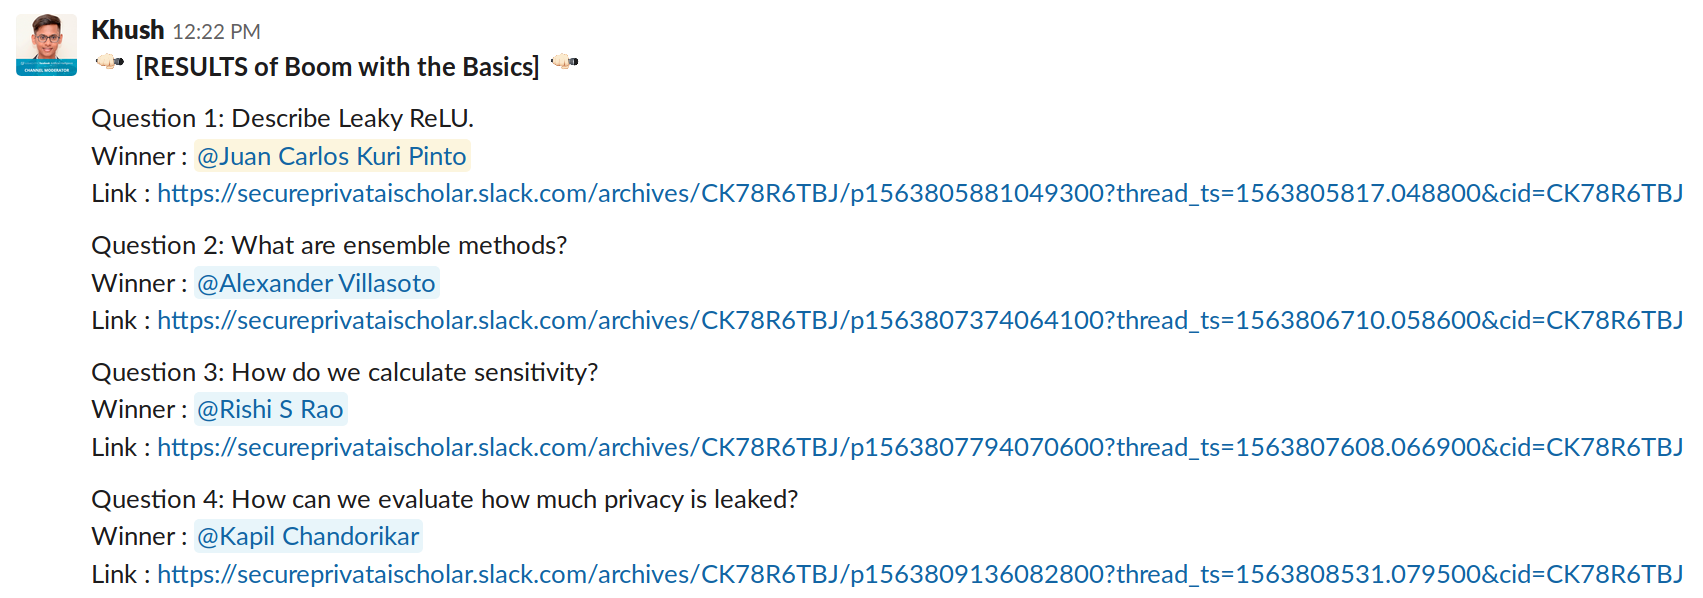 Khush 12:22 PM
[RESULTS of Boom with the Basics]
Question 1: Describe Leaky ReLU.
Winner : @Juan Carlos Kuri Pinto
Link : https://secureprivataischolar.slack.com/archives/CK78R6TBJ/p1563805881049300?thread_ts=1563805817.048800&cid=CK78R6TBJ
Question 2: What are ensemble methods?
Winner : @Alexander Villasoto
Link : https://secureprivataischolar.slack.com/archives/CK78R6TBJ/p1563807374064100?thread_ts=1563806710.058600&cid=CK78R6TBJ
Question 3: How do we calculate sensitivity?
Winner : @Rishi S Rao
Link : https://secureprivataischolar.slack.com/archives/CK78R6TBJ/p1563807794070600?thread_ts=1563807608.066900&cid=CK78R6TBJ
Question 4: How can we evaluate how much privacy is leaked?
Winner : @Kapil Chandorikar
Link : https://secureprivataischolar.slack.com/archives/CK78R6TBJ/p1563809136082800?thread_ts=1563808531.079500&cid=CK78R6TBJ
CHANNEL MODERATOR